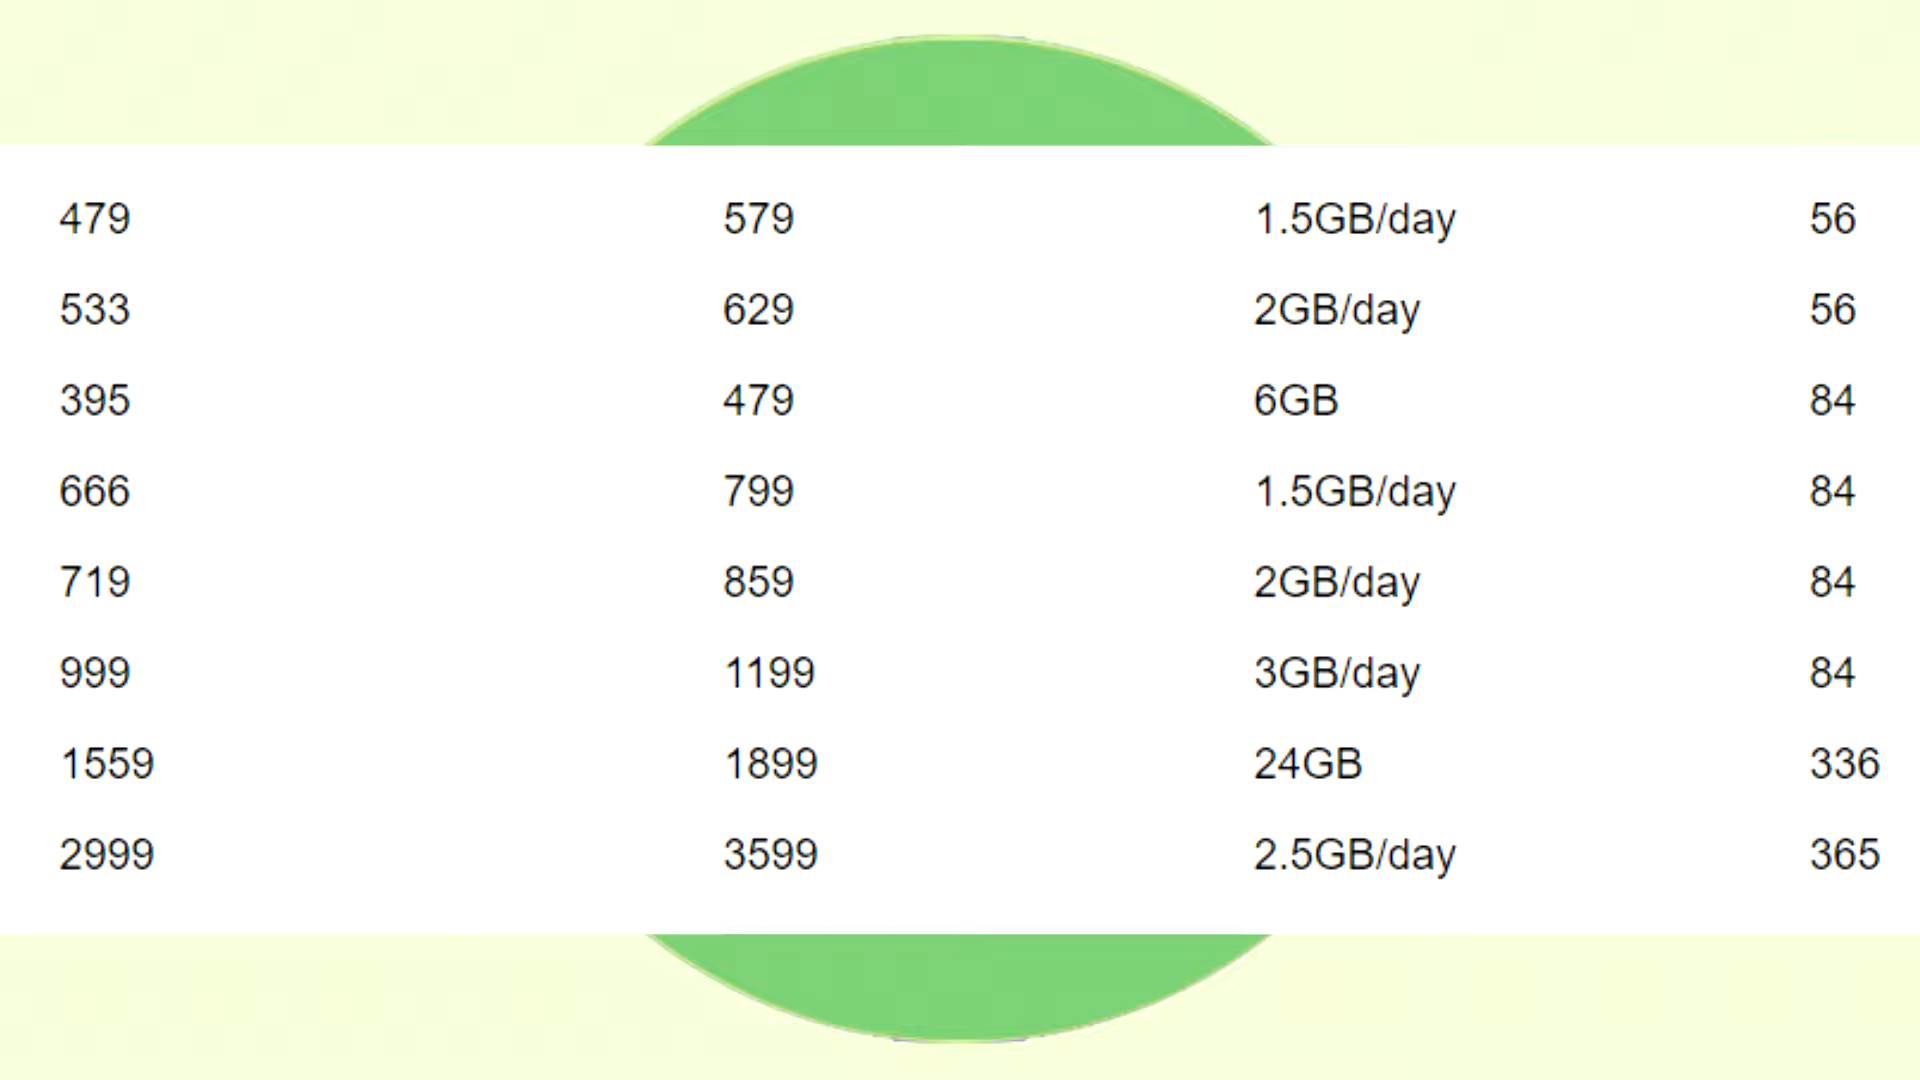 479 579 1.5GB/day 56
533 629 2GB/day 56
395 479 6GB 84
666 799 1.5GB/day 84
719 859 2GB/day 84
999 1199 3GB/day 84
1559 1899 24GB 336
2999 3599 2.5GB/day 365